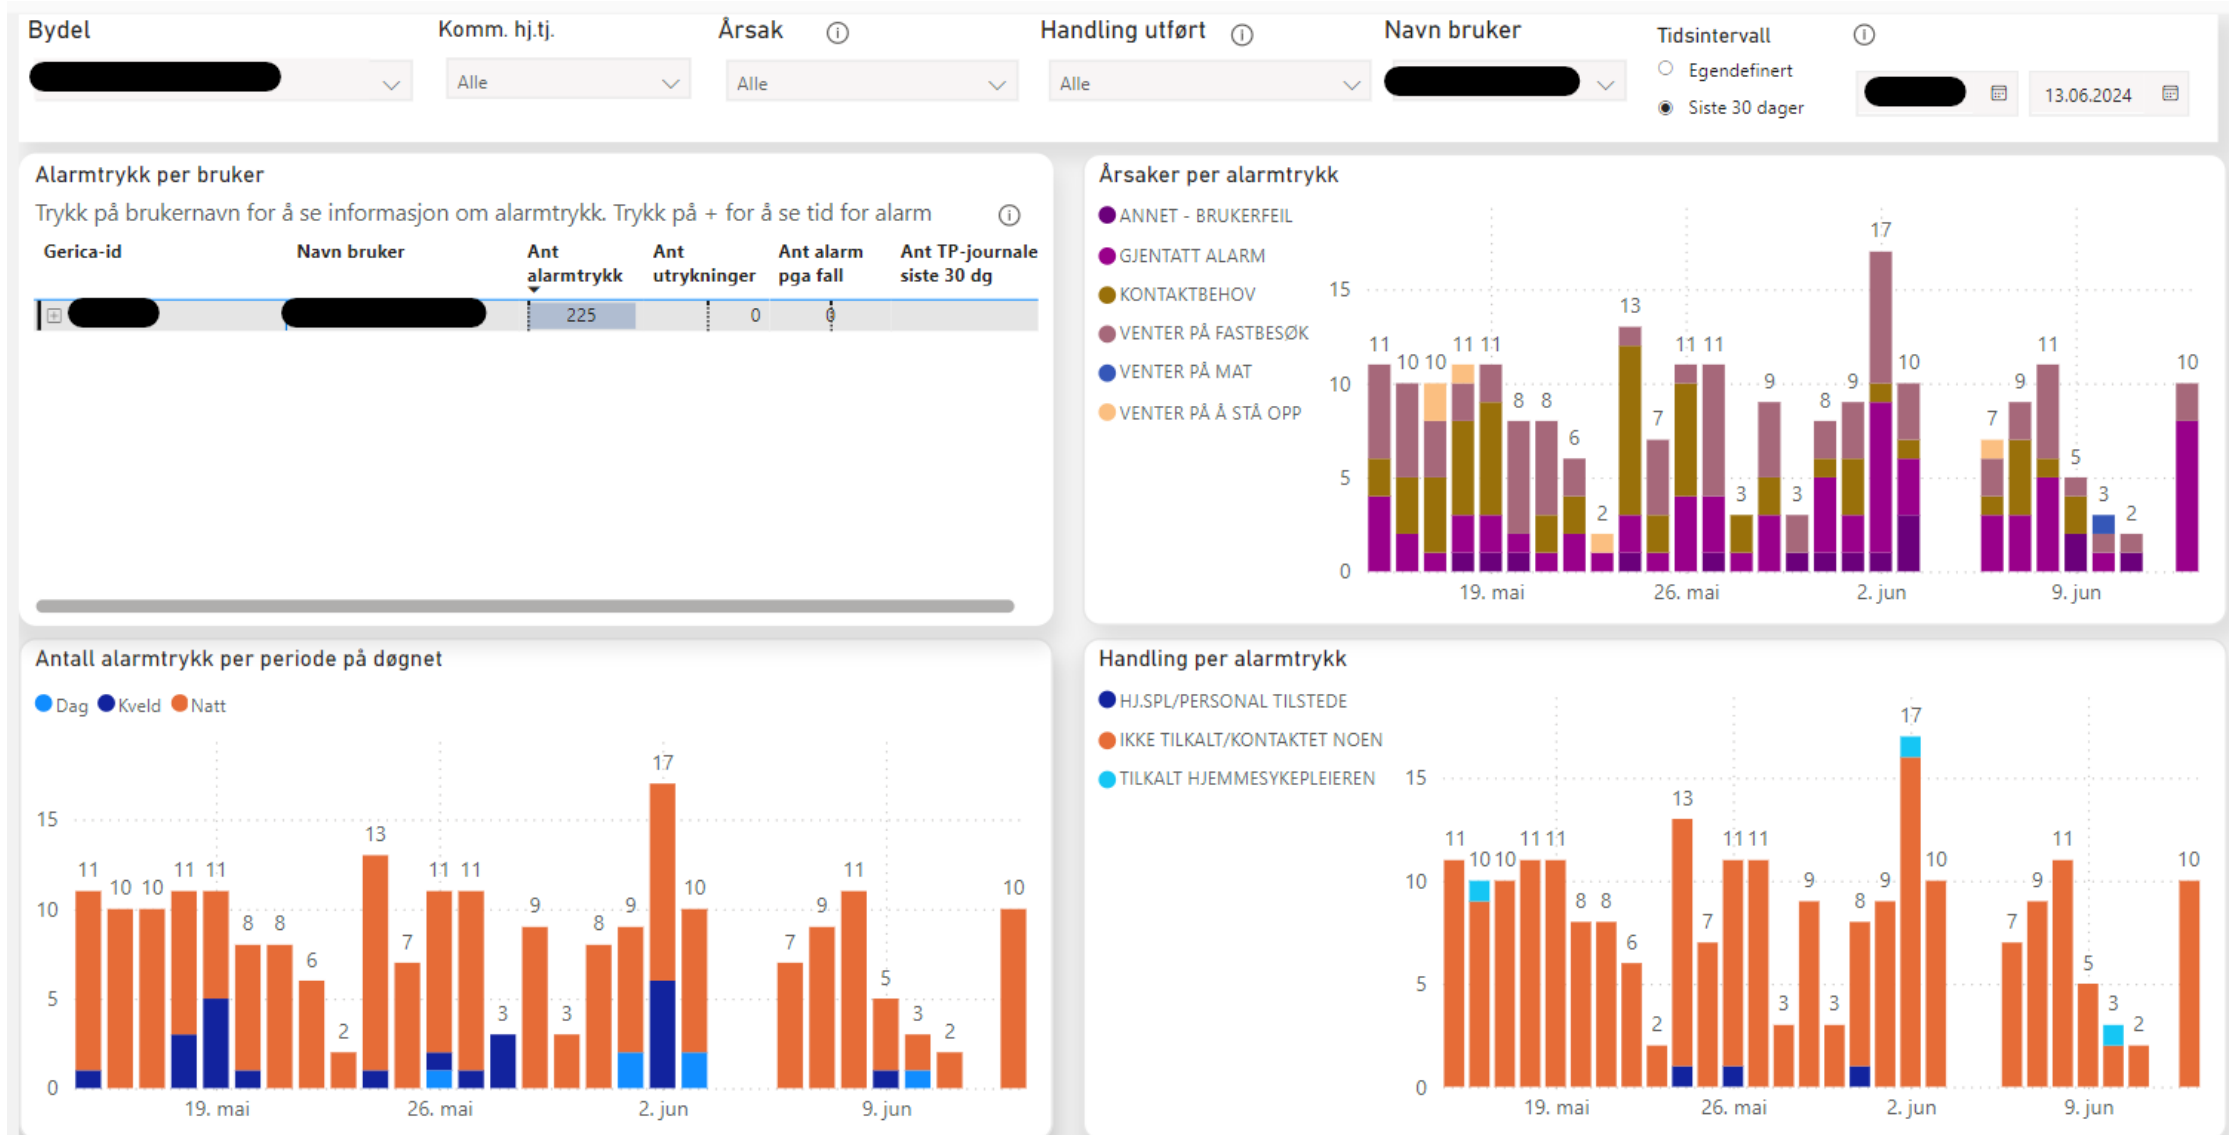 Bydel
Komm. hj.tj.
Årsak
Handling utført
Navn bruker
Tidsintervall
Alle
Alle
Alle
Egendefinert
Siste 30 dager
13.06.2024
Alarmtrykk per bruker
Trykk på brukernavn for å se informasjon om alarmtrykk. Trykk på + for å se tid for alarm
Gerica-id Navn bruker Ant alarmtrykk Ant utrykninger Ant alarm pga fall Ant TP-journale siste 30 dg
225 0
Årsaker per alarmtrykk
ANNET - BRUKERFEIL
GJENTATT ALARM
KONTAKTBEHOV
VENTER PÅ FASTBESØK
VENTER PÅ MAT
VENTER PÅ Å STÅ OPP
15
10
5
0
11 10 10 11 11 8 8 6 2 13 7 11 11 3 9 3 8 9 17 10 7 9 11 5 3 2 10
19. mai 26. mai 2. jun 9. jun
Antall alarmtrykk per periode på døgnet
Dag Kveld Natt
15
10
5
0
11 10 10 11 11 8 8 6 2 13 7 11 11 3 9 3 8 9 17 10 7 9 11 5 3 2 10
19. mai 26. mai 2. jun 9. jun
Handling per alarmtrykk
HJ.SPL/PERSONAL TILSTEDE
IKKE TILKALT/KONTAKTET NOEN
TILKALT HJEMMESYKEPLEIEREN
15
10
5
0
11 10 10 11 11 8 8 6 2 13 7 11 11 3 9 3 8 9 17 10 7 9 11 5 3 2 10
19. mai 26. mai 2. jun 9. jun